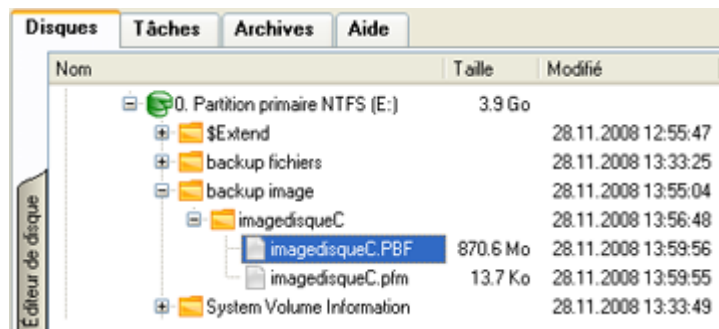 Disques Tâches Archives Aide
Nom Taille Modifié
0. Partition primaire NTFS (E:) 3.9 Go
$Extend 28.11.2008 12:55:47
backup fichiers 28.11.2008 13:33:25
backup image 28.11.2008 13:55:04
imagedisqueC 28.11.2008 13:56:48
imagedisqueC.PBF 870.6 Mo 28.11.2008 13:59:56
imagedisqueC.pfm 13.7 Ko 28.11.2008 13:59:55
System Volume Information 28.11.2008 13:33:49
Éditeur de disque